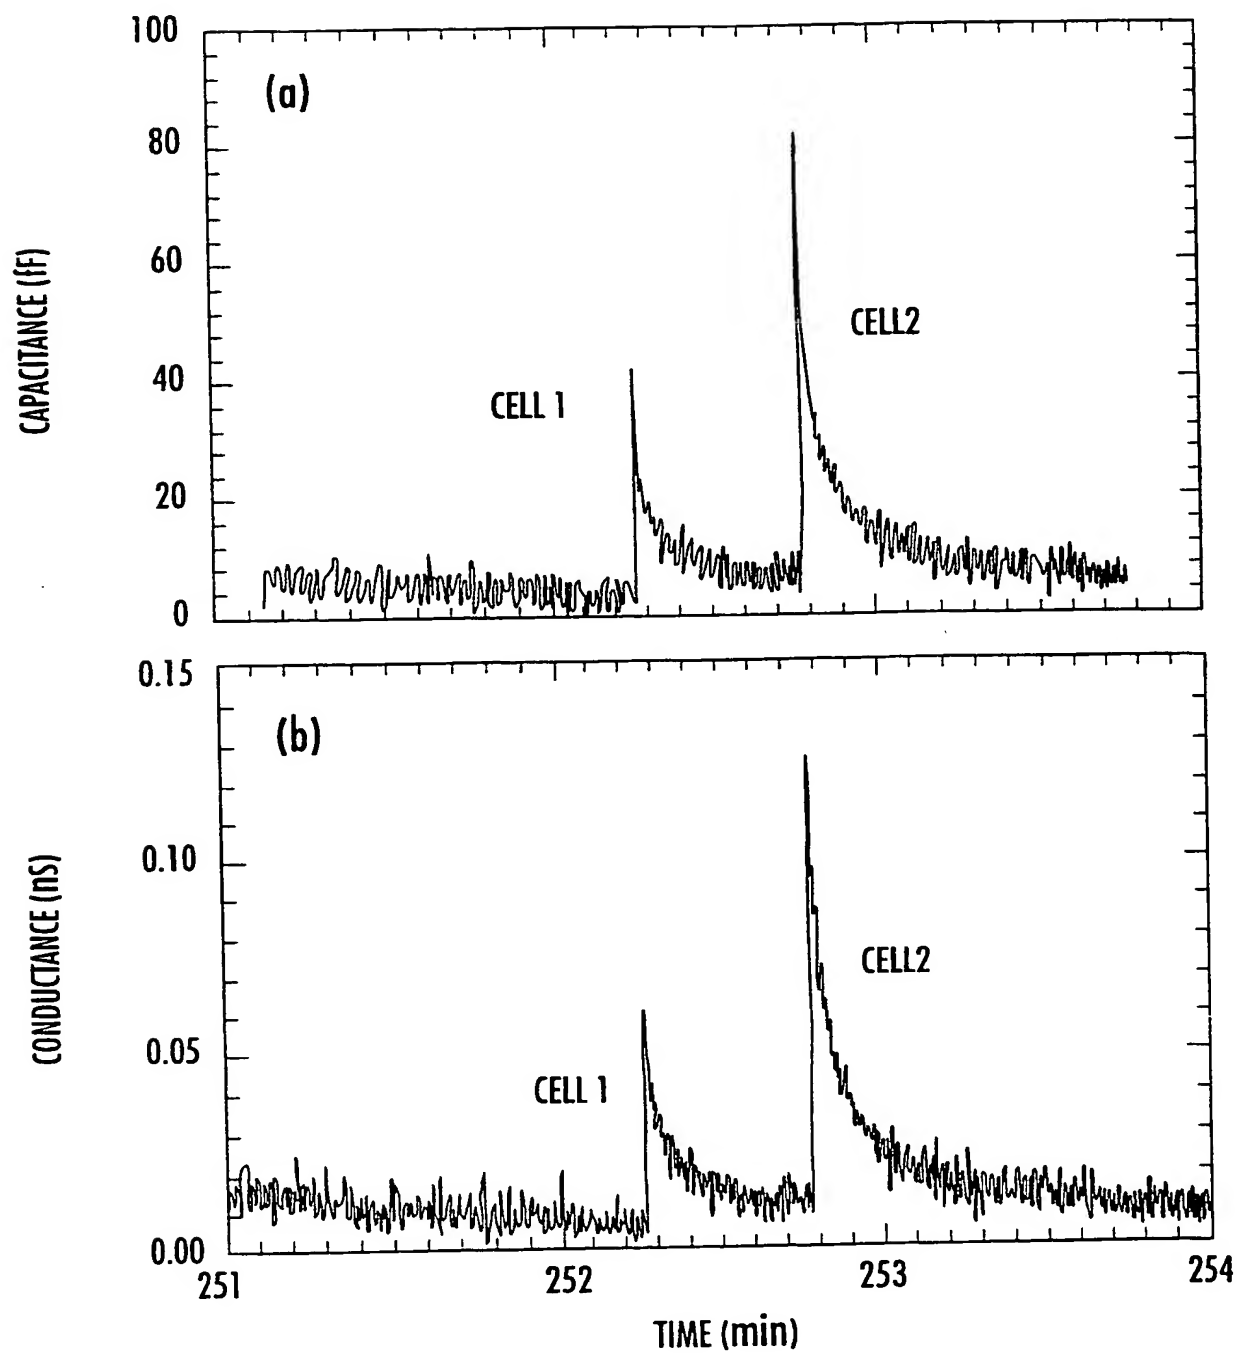 100
(a)
80
60
40
20
0
CAPACITANCE (fF)
CELL 1
CELL2
0.15
(b)
0.10
0.05
0.00
CONDUCTANCE (nS)
CELL 1
CELL2
251
252
253
254
TIME (min)